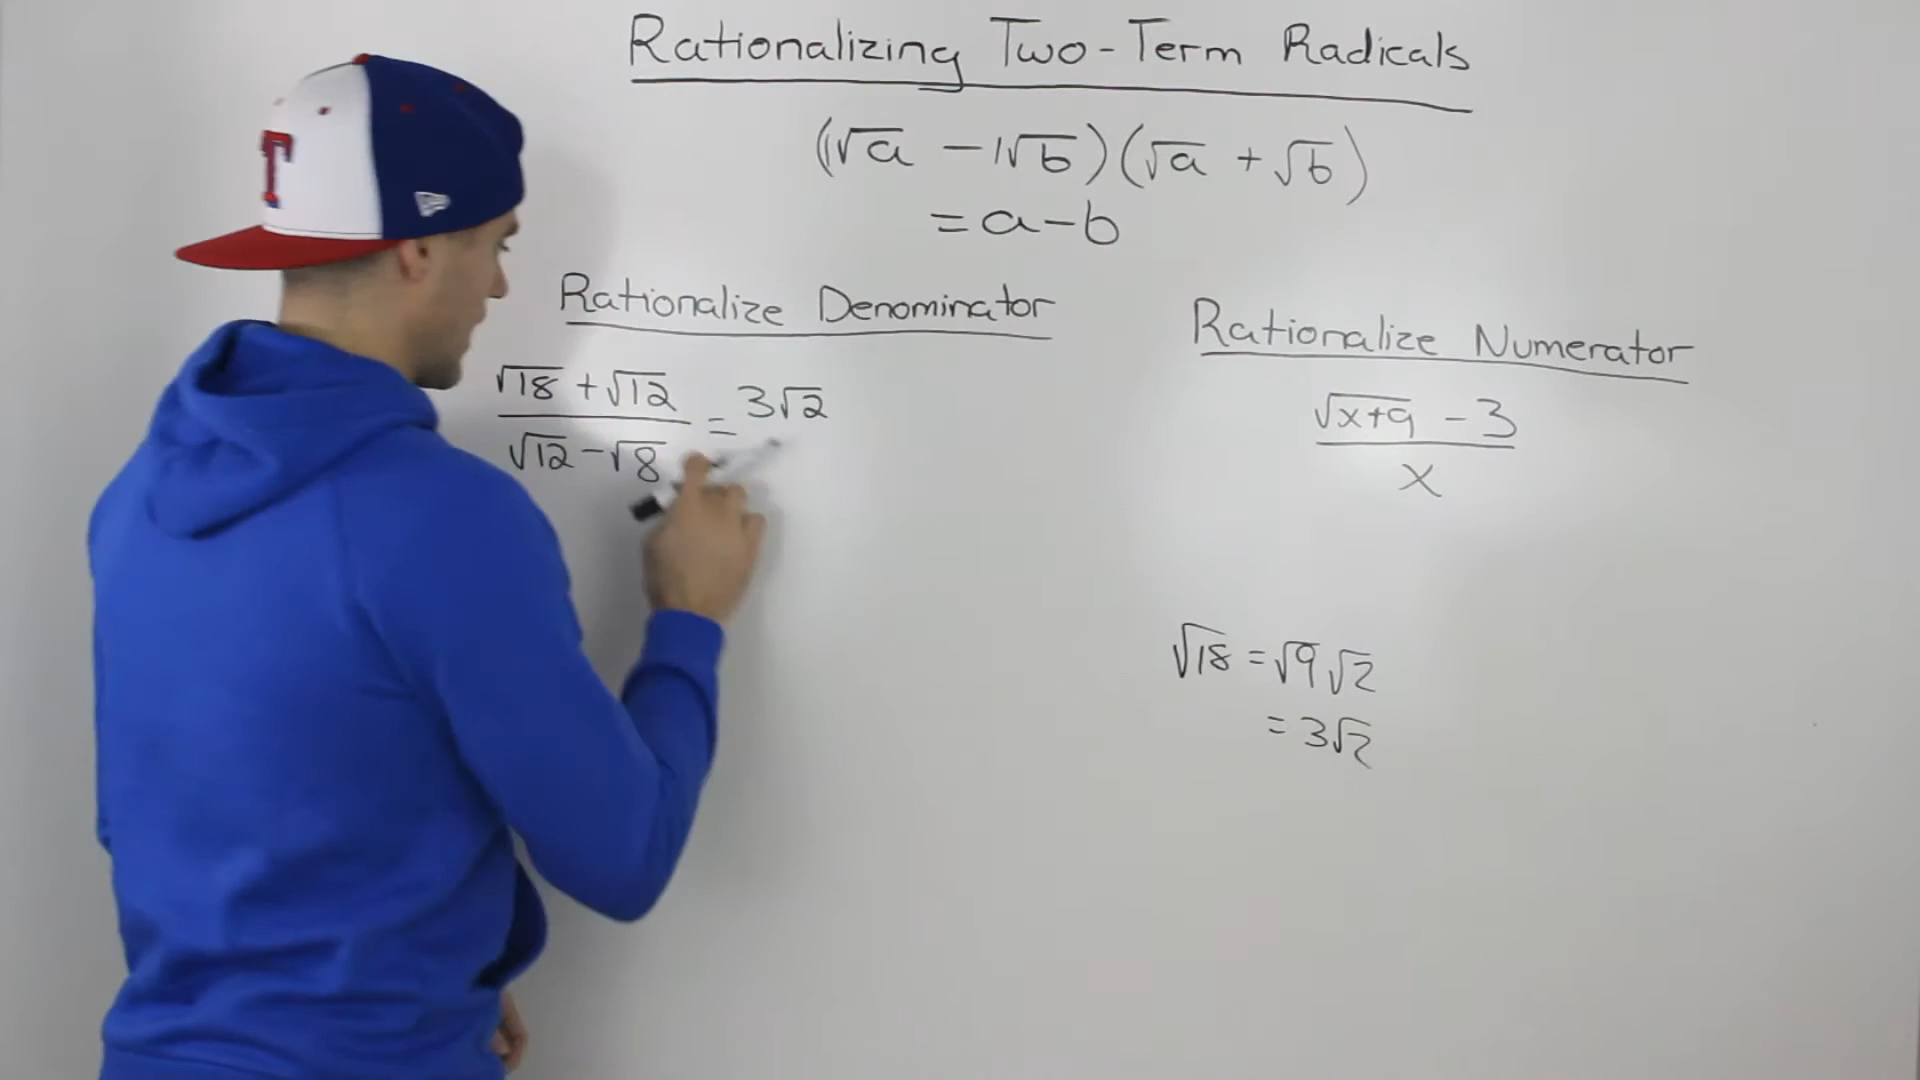 Rationalizing Two-Term Radicals
(1√a - 1√b)(√a + √b)
= a - b
Rationalize Denominator
√18 + √12 = 3√2
√12 - √8
Rationalize Numerator
√x+9 - 3
x
√18 = √9√2
= 3√2
T